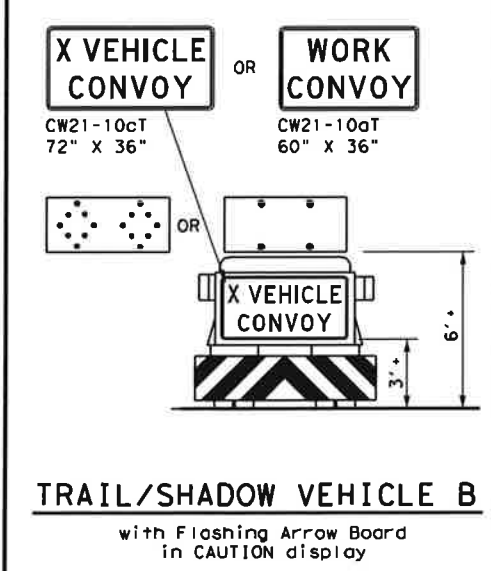 X VEHICLE
CONVOY
OR
WORK
CONVOY
CW21-10cT
72" X 36"
CW21-10aT
60" X 36"
OR
X VEHICLE
CONVOY
6'+
3'+
TRAIL/SHADOW VEHICLE B
with Flashing Arrow Board
in CAUTION display